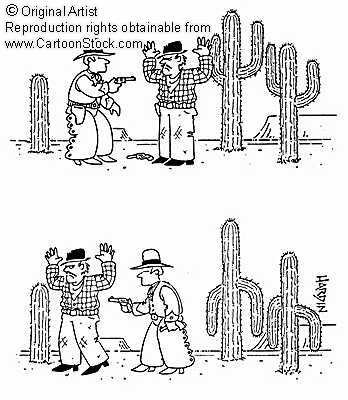 © Original Artist
Reproduction rights obtainable from
www.CartoonStock.com
HARDIN